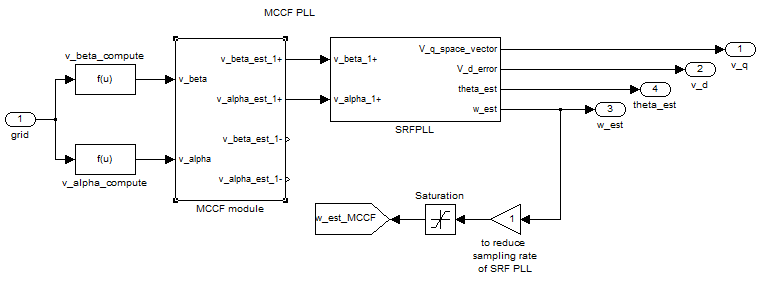 MCCF PLL
v_beta_compute
f(u)
v_beta
v_beta_est_1+
v_alpha_est_1+
v_beta_est_1-
v_alpha
v_alpha_est_1-
MCCF module
v_beta_1+
v_alpha_1+
V_q_space_vector
V_d_error
theta_est
w_est
SRFPLL
1
v_q
2
v_d
4
theta_est
3
w_est
1
grid
f(u)
v_alpha_compute
w_est_MCCF
Saturation
1
to reduce
sampling rate
of SRF PLL